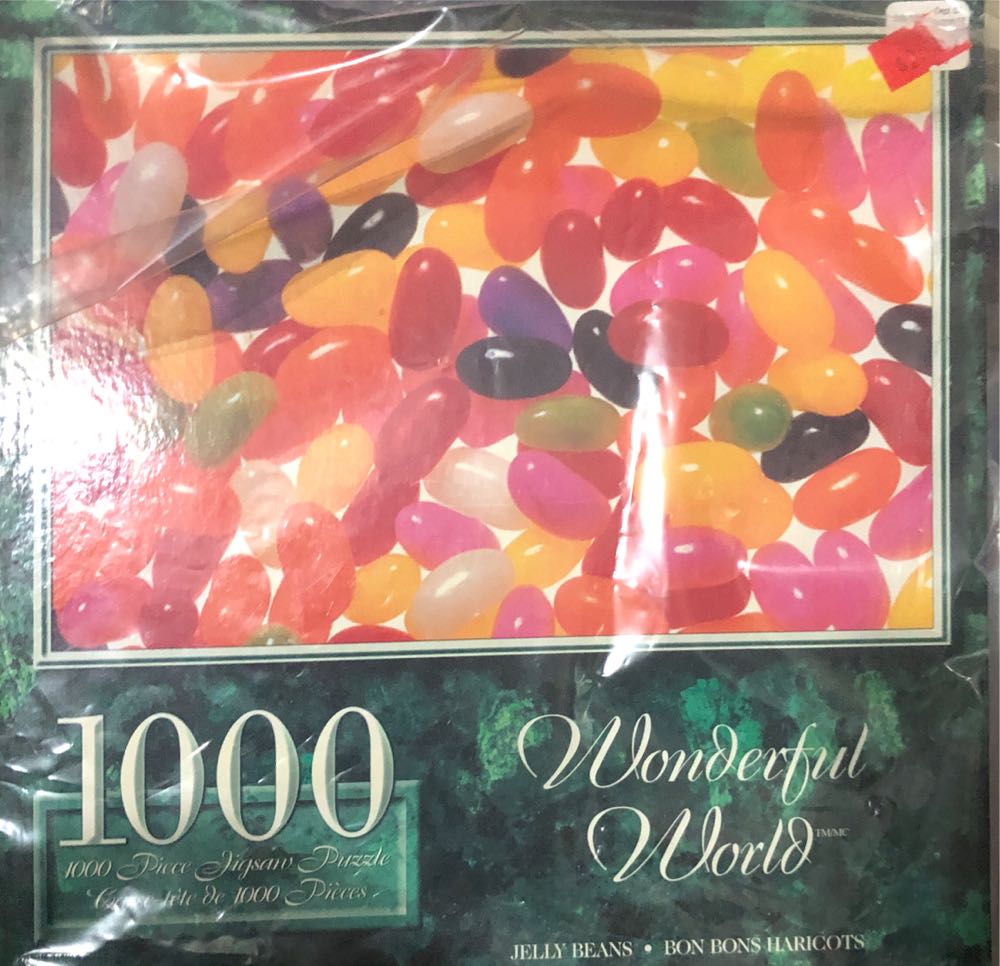 1000
1000 Piece Jigsaw Puzzle
Casse-tête de 1000 Pièces
Wonderful
World TM/MC
JELLY BEANS • BON BONS HARICOTS